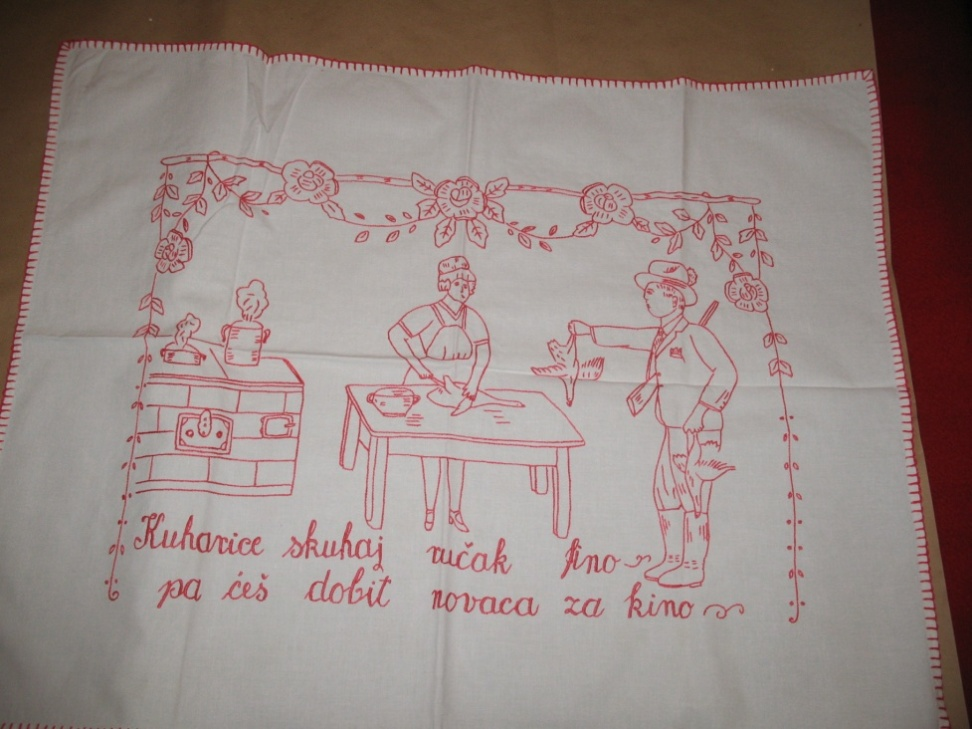 Kuharice skuhaj ručak fino
pa ćeš dobit novaca za kino